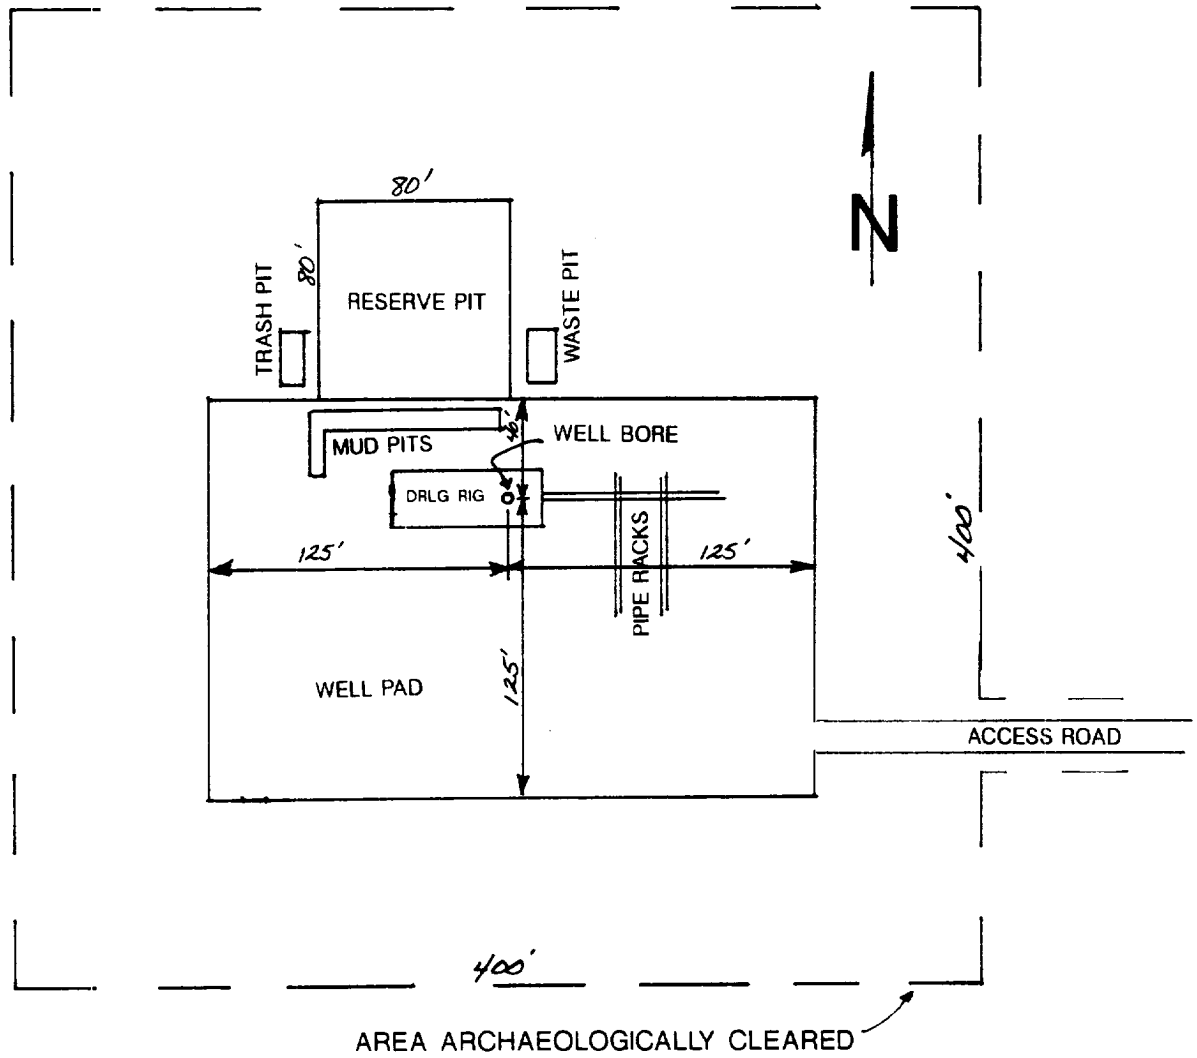 80'
80'
N
TRASH PIT
RESERVE PIT
WASTE PIT
40'
MUD PITS
WELL BORE
DRLG RIG
125'
125'
PIPE RACKS
400'
125'
WELL PAD
ACCESS ROAD
400'
AREA ARCHAEOLOGICALLY CLEARED